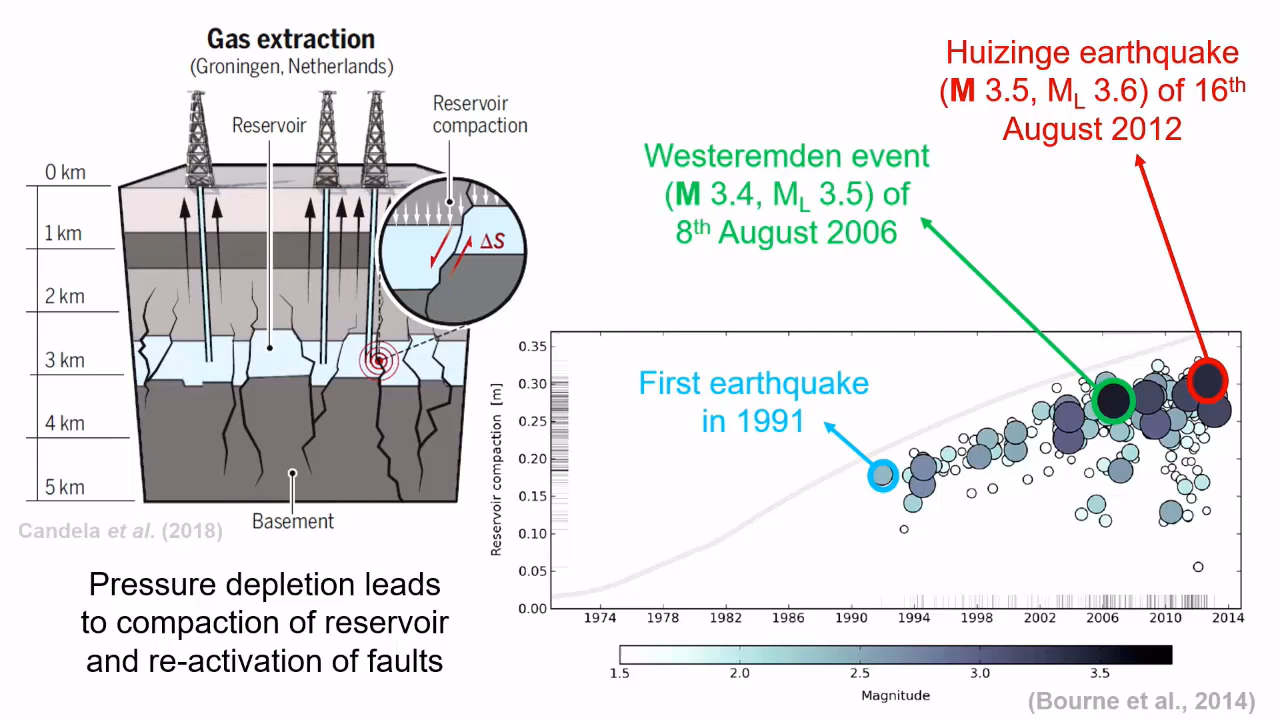 Gas extraction
(Groningen, Netherlands)
Reservoir
Reservoir
compaction
ΔS
0 km
1 km
2 km
3 km
4 km
5 km
Reservoir
Basement
Candela et al. (2018)
Pressure depletion leads
to compaction of reservoir
and re-activation of faults
Huizinge earthquake
(M 3.5, ML 3.6) of 16th
August 2012
Westeremden event
(M 3.4, ML 3.5) of
8th August 2006
First earthquake
in 1991
Reservoir compaction [m]
0.35
0.30
0.25
0.20
0.15
0.10
0.05
0.00
1974 1978 1982 1986 1990 1994 1998 2002 2006 2010 2014
1.5 2.0 2.5 3.0 3.5
Magnitude
(Bourne et al., 2014)